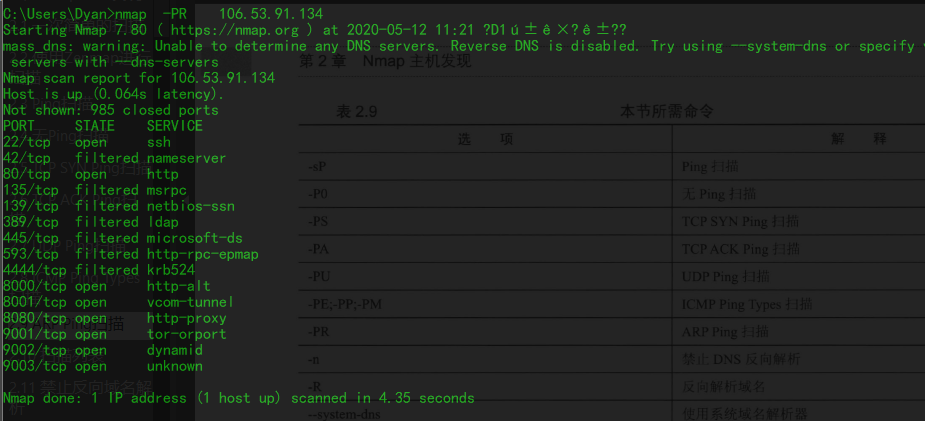 C:\Users\Dyan>nmap -PR 106.53.91.134
Starting Nmap 7.80 ( https://nmap.org ) at 2020-05-12 11:21 ?D1ú±ê×?ê±??
mass_dns: warning: Unable to determine any DNS servers. Reverse DNS is disabled. Try using --system-dns or specify
servers with --dns-servers
Nmap scan report for 106.53.91.134
Host is up (0.064s latency).
Not shown: 985 closed ports
PORT STATE SERVICE
22/tcp open ssh
42/tcp filtered nameserver
80/tcp open http
135/tcp filtered msrpc
139/tcp filtered netbios-ssn
389/tcp filtered ldap
445/tcp filtered microsoft-ds
593/tcp filtered http-rpc-epmap
4444/tcp filtered krb524
8000/tcp open http-alt
8001/tcp open vcom-tunnel
8080/tcp open http-proxy
9001/tcp open tor-orport
9002/tcp open dynamid
9003/tcp open unknown
Nmap done: 1 IP address (1 host up) scanned in 4.35 seconds
第 2 章 Nmap 主机发现
表 2.9 本节所需命令
选 项 解 释
-sP Ping 扫描
-P0 无 Ping 扫描
-PS TCP SYN Ping 扫描
-PA TCP ACK Ping 扫描
-PU UDP Ping 扫描
-PE;-PP;-PM ICMP Ping Types 扫描
-PR ARP Ping 扫描
-n 禁止 DNS 反向解析
-R 反向解析域名
--system-dns 使用系统域名解析器
2.11 禁止反向域名解
析